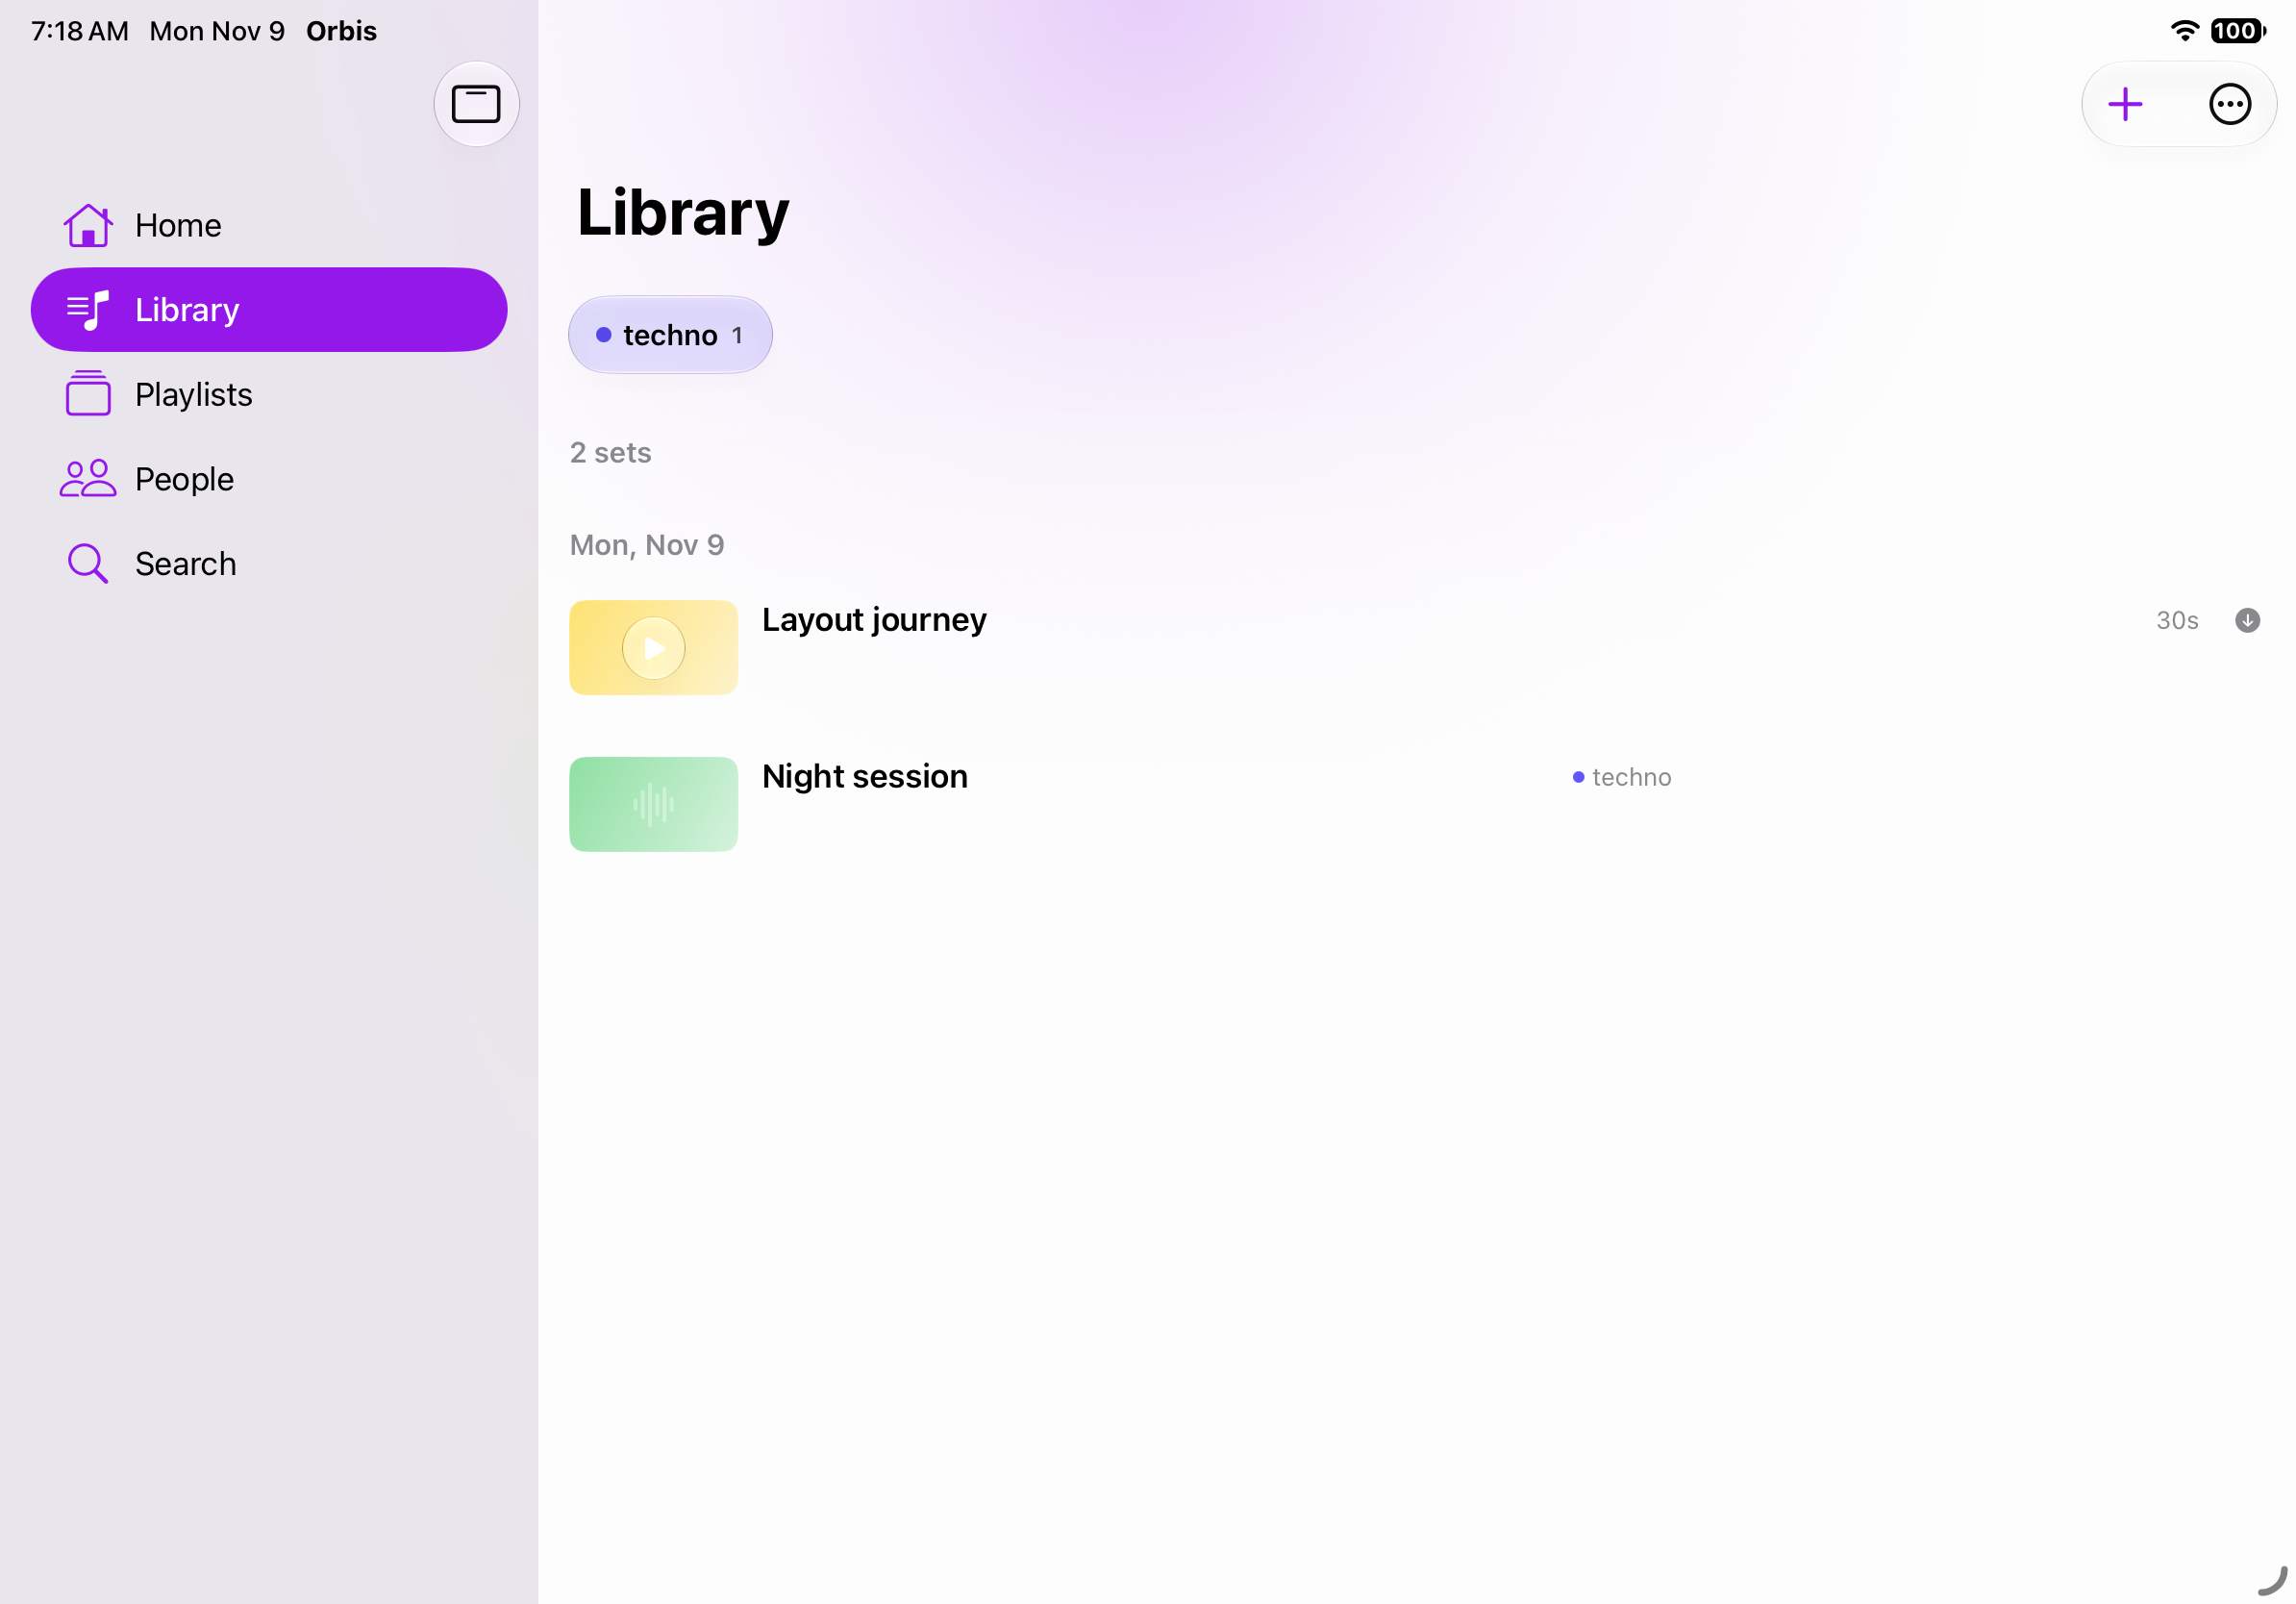 7:18 AM Mon Nov 9 Orbis
100
Home
Library
Playlists
People
Search
Library
techno 1
2 sets
Mon, Nov 9
Layout journey
30s
Night session
techno